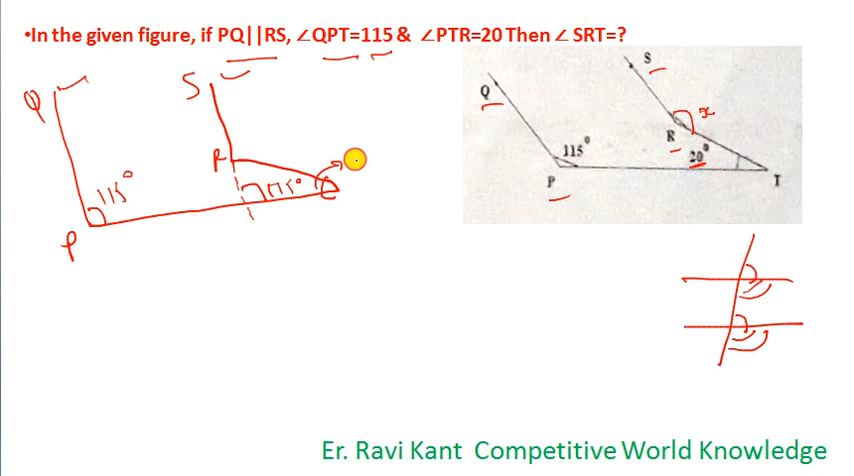 •In the given figure, if PQ||RS, ∠QPT=115 & ∠PTR=20 Then ∠ SRT=?
Q
S
R
115°
115°
P
S
Q
x
R
115°
20°
P
T
Er. Ravi Kant Competitive World Knowledge